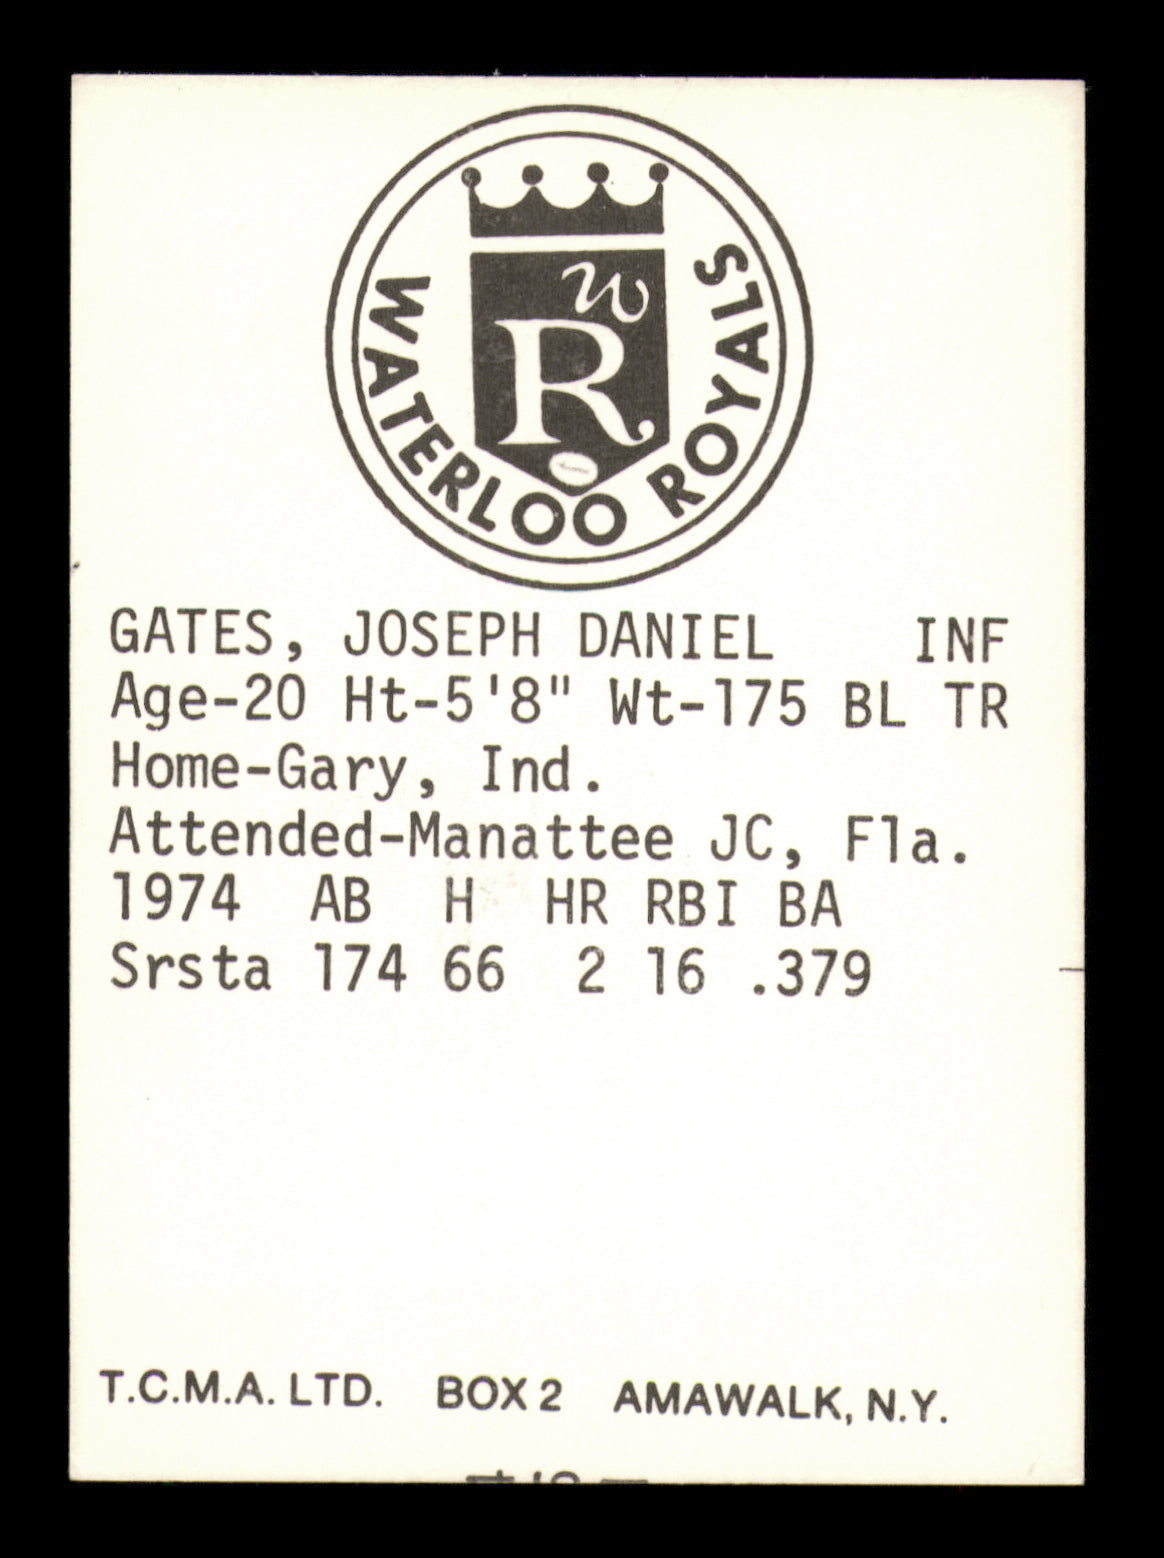 WR
WATERLOO ROYALS
GATES, JOSEPH DANIEL INF
Age-20 Ht-5'8" Wt-175 BL TR
Home-Gary, Ind.
Attended-Manattee JC, Fla.
1974 AB H HR RBI BA
Srsta 174 66 2 16 .379
T.C.M.A. LTD. BOX 2 AMAWALK, N.Y.